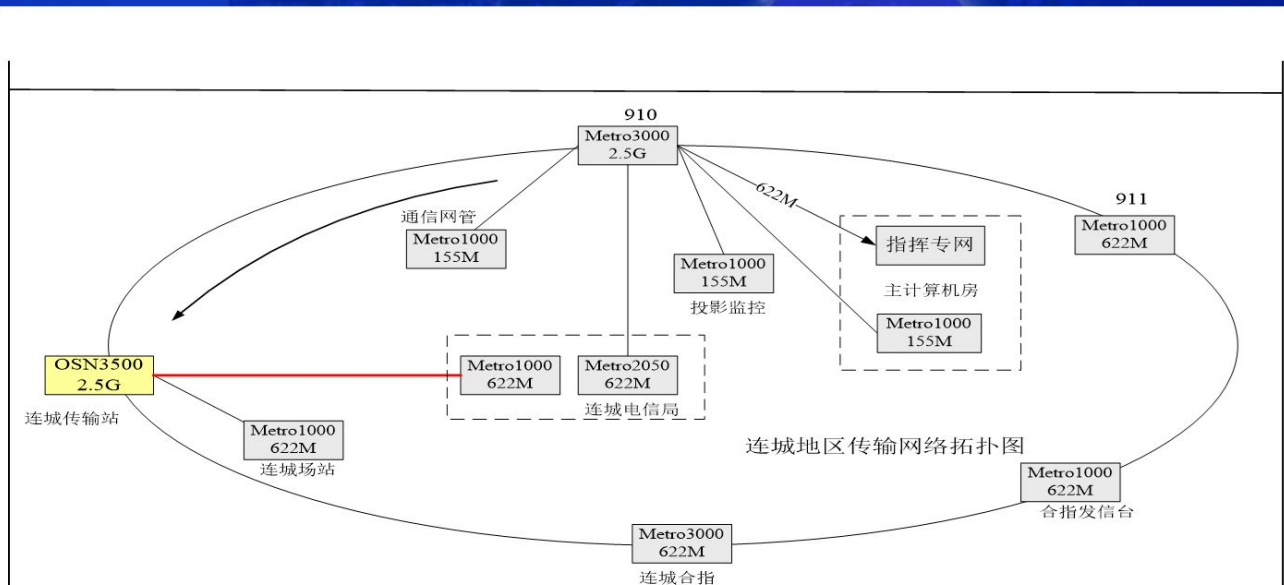 910
Metro3000
2.5G
622M
911
Metro1000
622M
通信网管
Metro1000
155M
Metro1000
155M
投影监控
指挥专网
主计算机房
Metro1000
155M
OSN3500
2.5G
连城传输站
Metro1000
622M
Metro2050
622M
连城电信局
Metro1000
622M
连城场站
连城地区传输网络拓扑图
Metro1000
622M
合指发信台
Metro3000
622M
连城合指